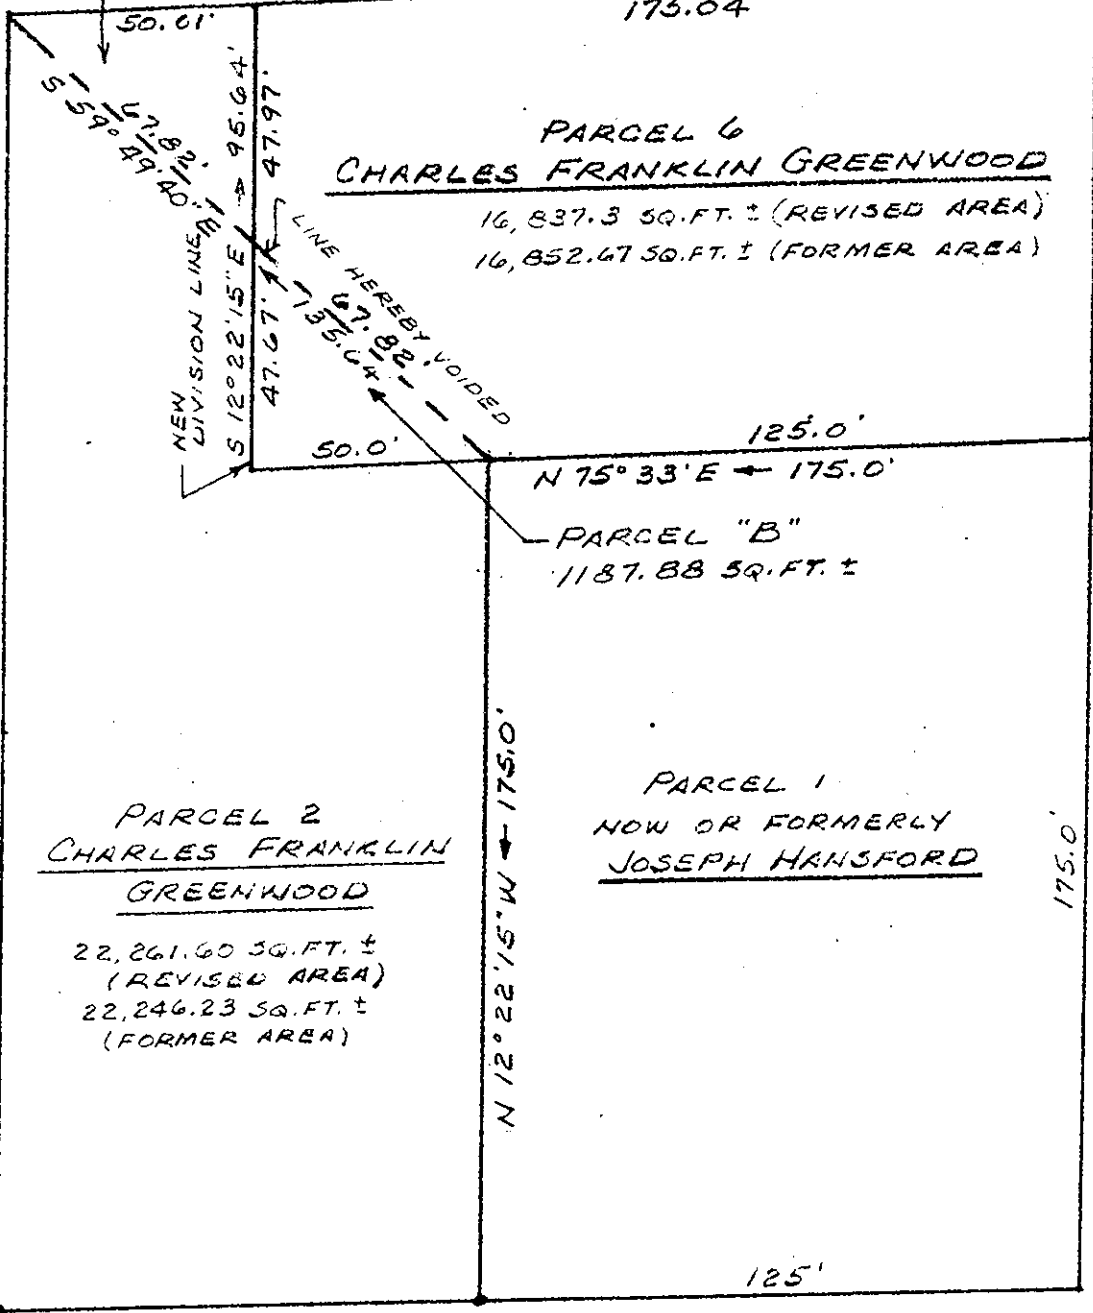 50.01'
175.04
S 59° 49' 40" E
67.82'
S 12° 22' 15" E → 95.64'
47.97'
47.67'
PARCEL 6
CHARLES FRANKLIN GREENWOOD
16,837.3 SQ.FT. ± (REVISED AREA)
16,852.67 SQ.FT. ± (FORMER AREA)
LINE HEREBY VOIDED
67.82'
135.64
NEW
DIVISION LINE
50.0'
125.0'
N 75° 33' E ← 175.0'
PARCEL "B"
1187.88 SQ.FT. ±
N 12° 22' 15" W ← 175.0'
PARCEL 2
CHARLES FRANKLIN
GREENWOOD
22,261.60 SQ.FT. ±
(REVISED AREA)
22,246.23 SQ.FT. ±
(FORMER AREA)
PARCEL 1
NOW OR FORMERLY
JOSEPH HANSFORD
175.0'
125'